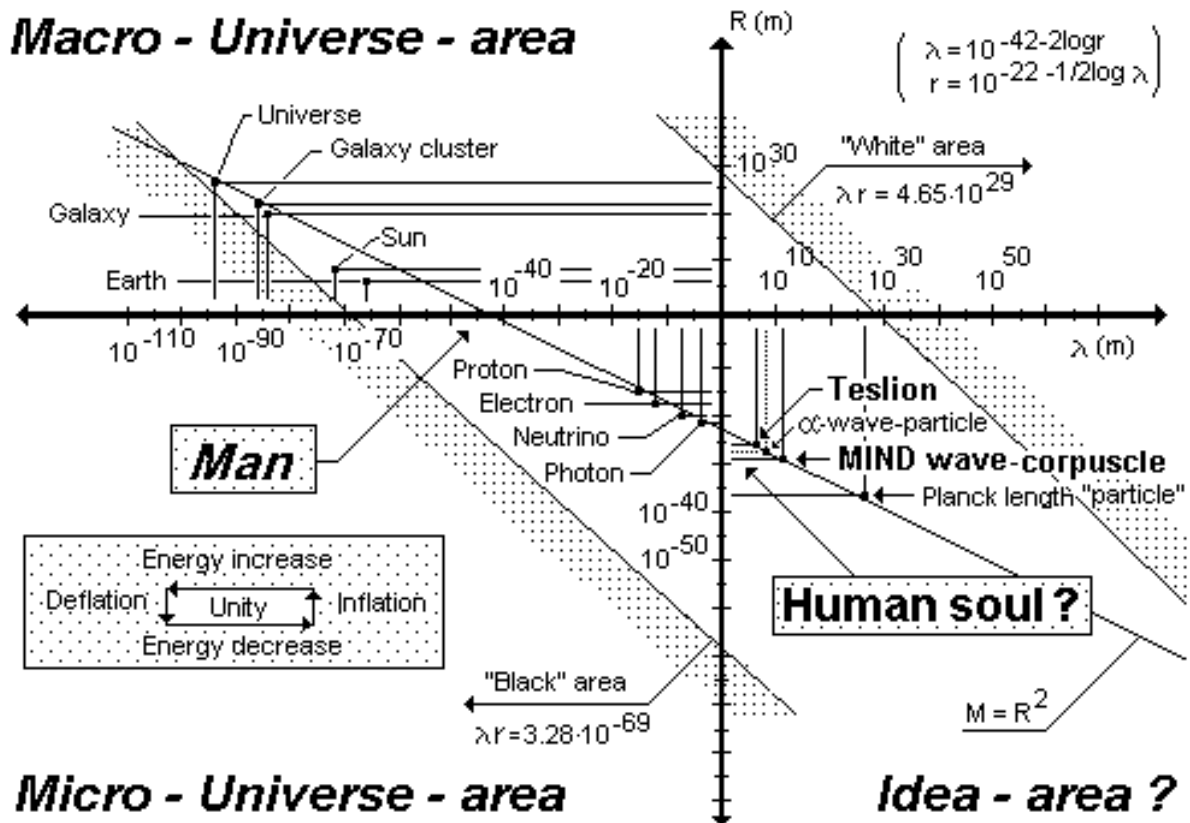 Macro - Universe - area
R (m)
λ = 10^-42-2logr
r = 10^-22 -1/2log λ
Universe
Galaxy cluster
10^30
"White" area
λ r = 4.65·10^29
Galaxy
Sun
Earth
10^-40
10^-20
10^10
10^30
10^50
10^-110
10^-90
10^-70
λ (m)
Proton
Electron
Neutrino
Photon
Teslion
α-wave-particle
MIND wave-corpuscle
Planck length "particle"
Man
10^-40
10^-50
Energy increase
Deflation
Unity
Inflation
Energy decrease
Human soul ?
"Black" area
λ r = 3.28·10^-69
M = R^2
Micro - Universe - area
Idea - area ?